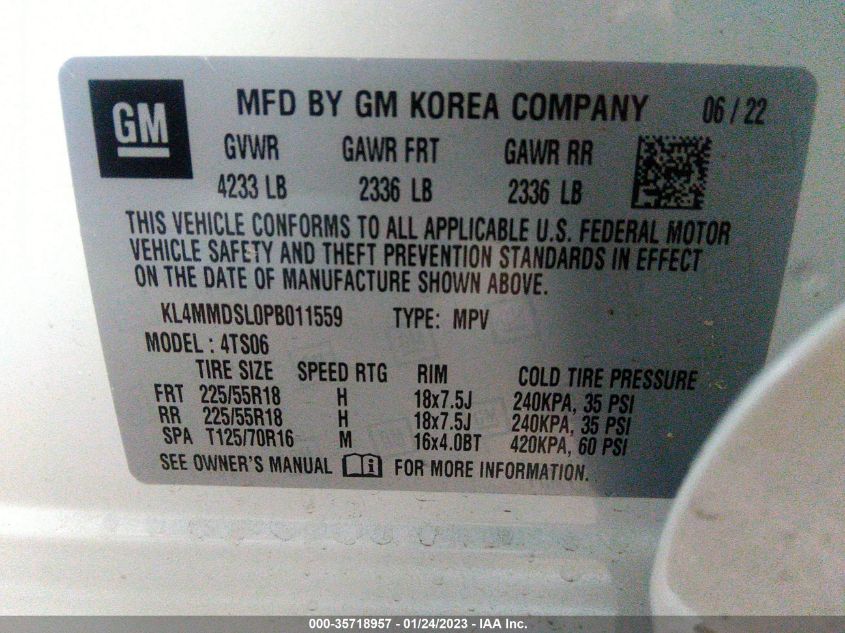 GM
MFD BY GM KOREA COMPANY 06 / 22
GVWR GAWR FRT GAWR RR
4233 LB 2336 LB 2336 LB
THIS VEHICLE CONFORMS TO ALL APPLICABLE U.S. FEDERAL MOTOR
VEHICLE SAFETY AND THEFT PREVENTION STANDARDS IN EFFECT
ON THE DATE OF MANUFACTURE SHOWN ABOVE.
KL4MMDSL0PB011559 TYPE: MPV
MODEL : 4TS06
TIRE SIZE SPEED RTG RIM COLD TIRE PRESSURE
FRT 225/55R18 H 18x7.5J 240KPA, 35 PSI
RR 225/55R18 H 18x7.5J 240KPA, 35 PSI
SPA T125/70R16 M 16x4.0BT 420KPA, 60 PSI
SEE OWNER'S MANUAL FOR MORE INFORMATION.
000-35718957 - 01/24/2023 - IAA Inc.